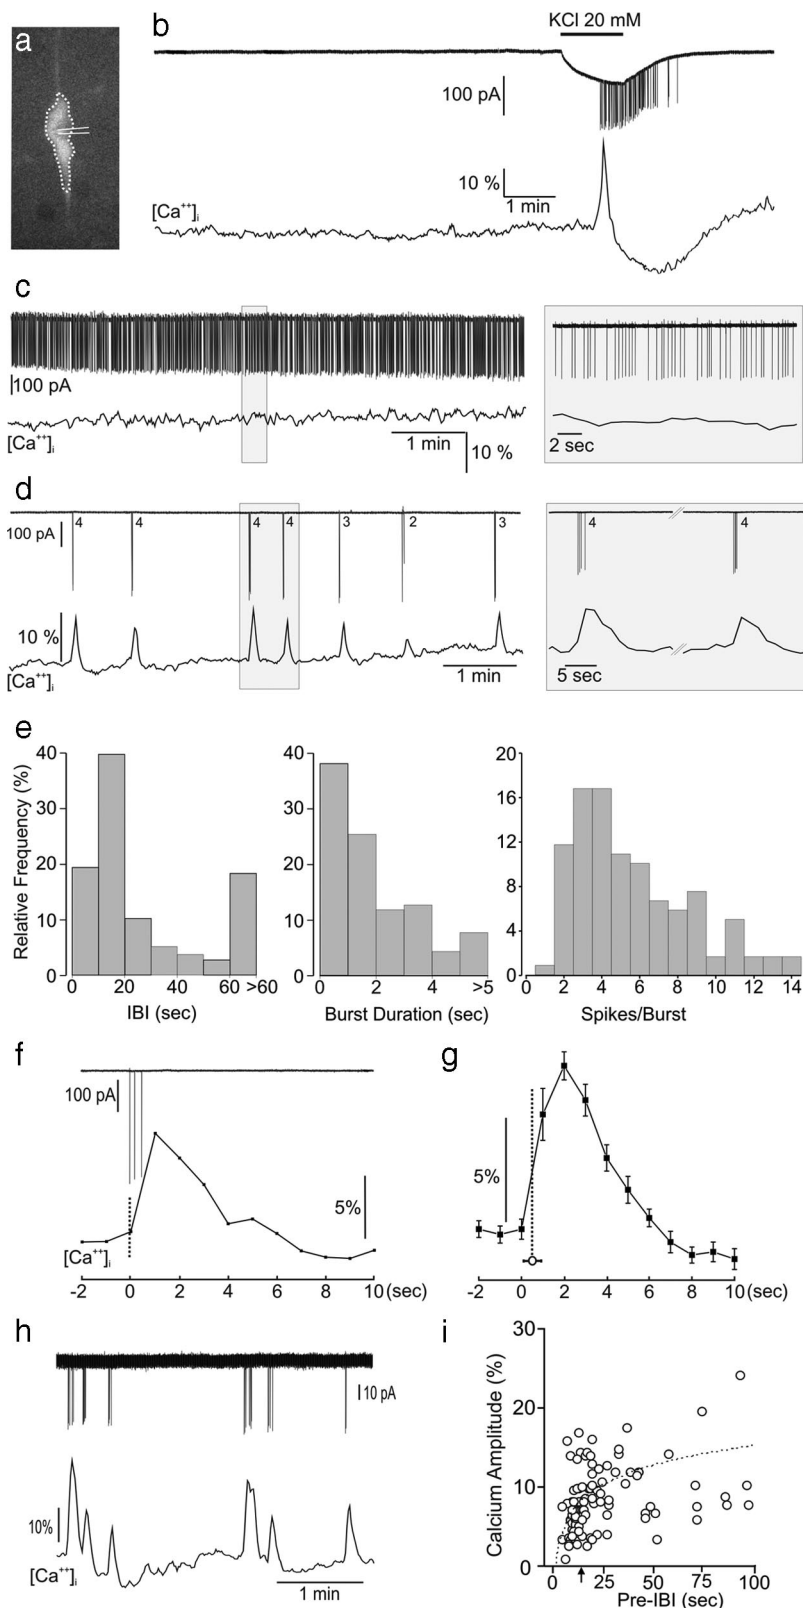 a
b
KCl 20 mM
100 pA
10 %
1 min
[Ca++]i
c
100 pA
[Ca++]i
1 min
10 %
2 sec
d
100 pA
4
4
4
4
3
2
3
4
4
10 %
[Ca++]i
1 min
5 sec
e
Relative Frequency (%)
40
30
20
10
0
0 20 40 60 >60
IBI (sec)
40
30
20
10
0
0 2 4 >5
Burst Duration (sec)
20
16
12
8
4
0
0 2 4 6 8 10 12 14
Spikes/Burst
f
100 pA
5%
[Ca++]i
-2 0 2 4 6 8 10 (sec)
g
5%
-2 0 2 4 6 8 10 (sec)
h
10 pA
10%
[Ca++]i
1 min
i
Calcium Amplitude (%)
30
20
10
0
0 25 50 75 100
Pre-IBI (sec)